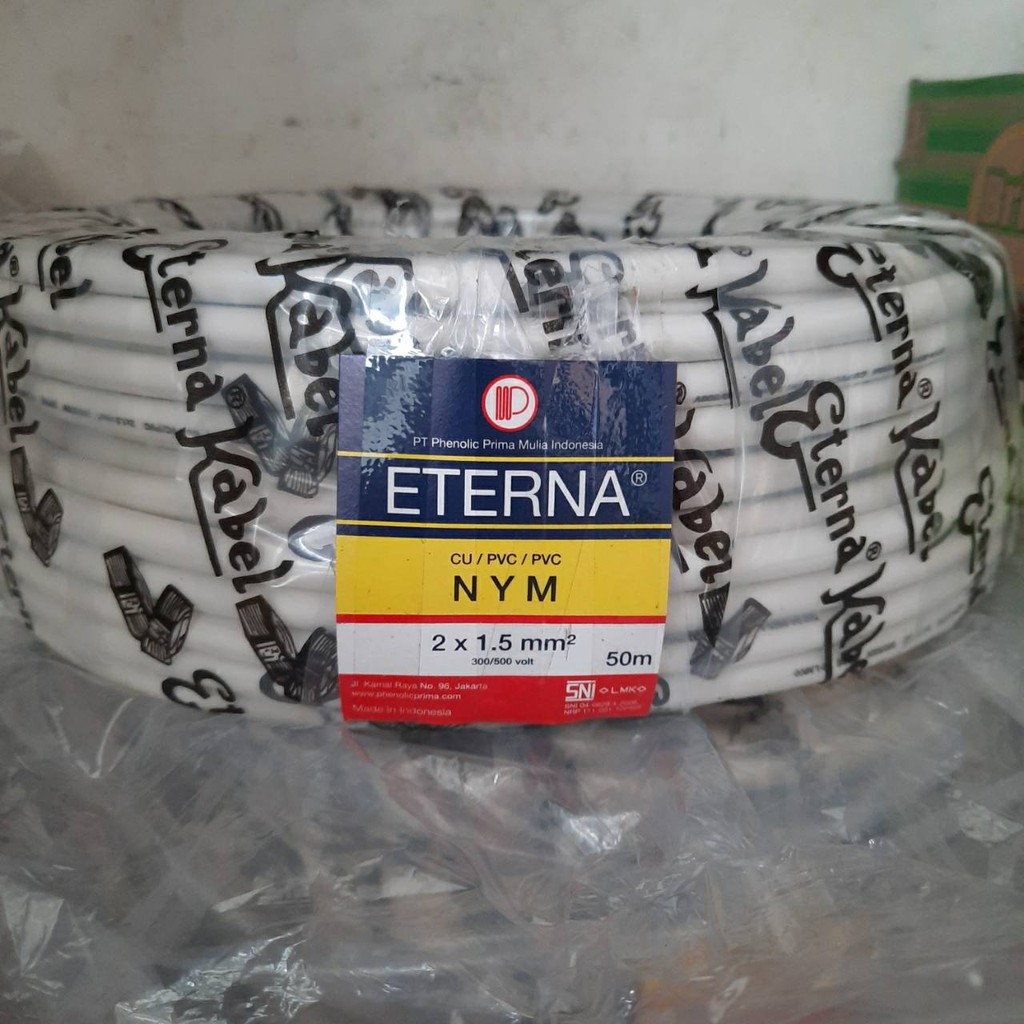 PT Phenolic Prima Mulia Indonesia
ETERNA®
CU / PVC / PVC
NYM
2 x 1.5 mm²
300/500 volt
50m
Jl. Kamal Raya No. 96, Jakarta
www.phenolicprima.com
Made in Indonesia
SNI LMK
Eterna® Kabel
Eterna® Kabel
Eterna® Kabel
Eterna® Kabel